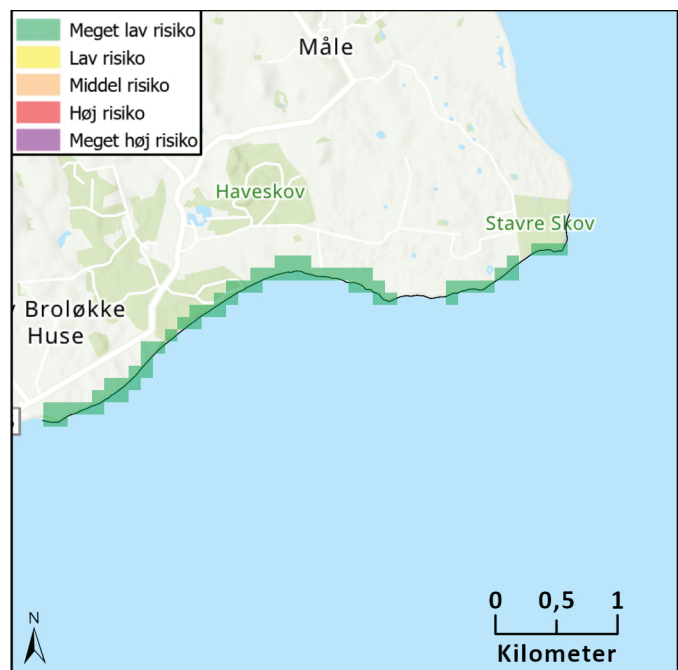 Meget lav risiko
Lav risiko
Middel risiko
Høj risiko
Meget høj risiko
Måle
Haveskov
Stavre Skov
Broløkke
Huse
N
0 0,5 1
Kilometer